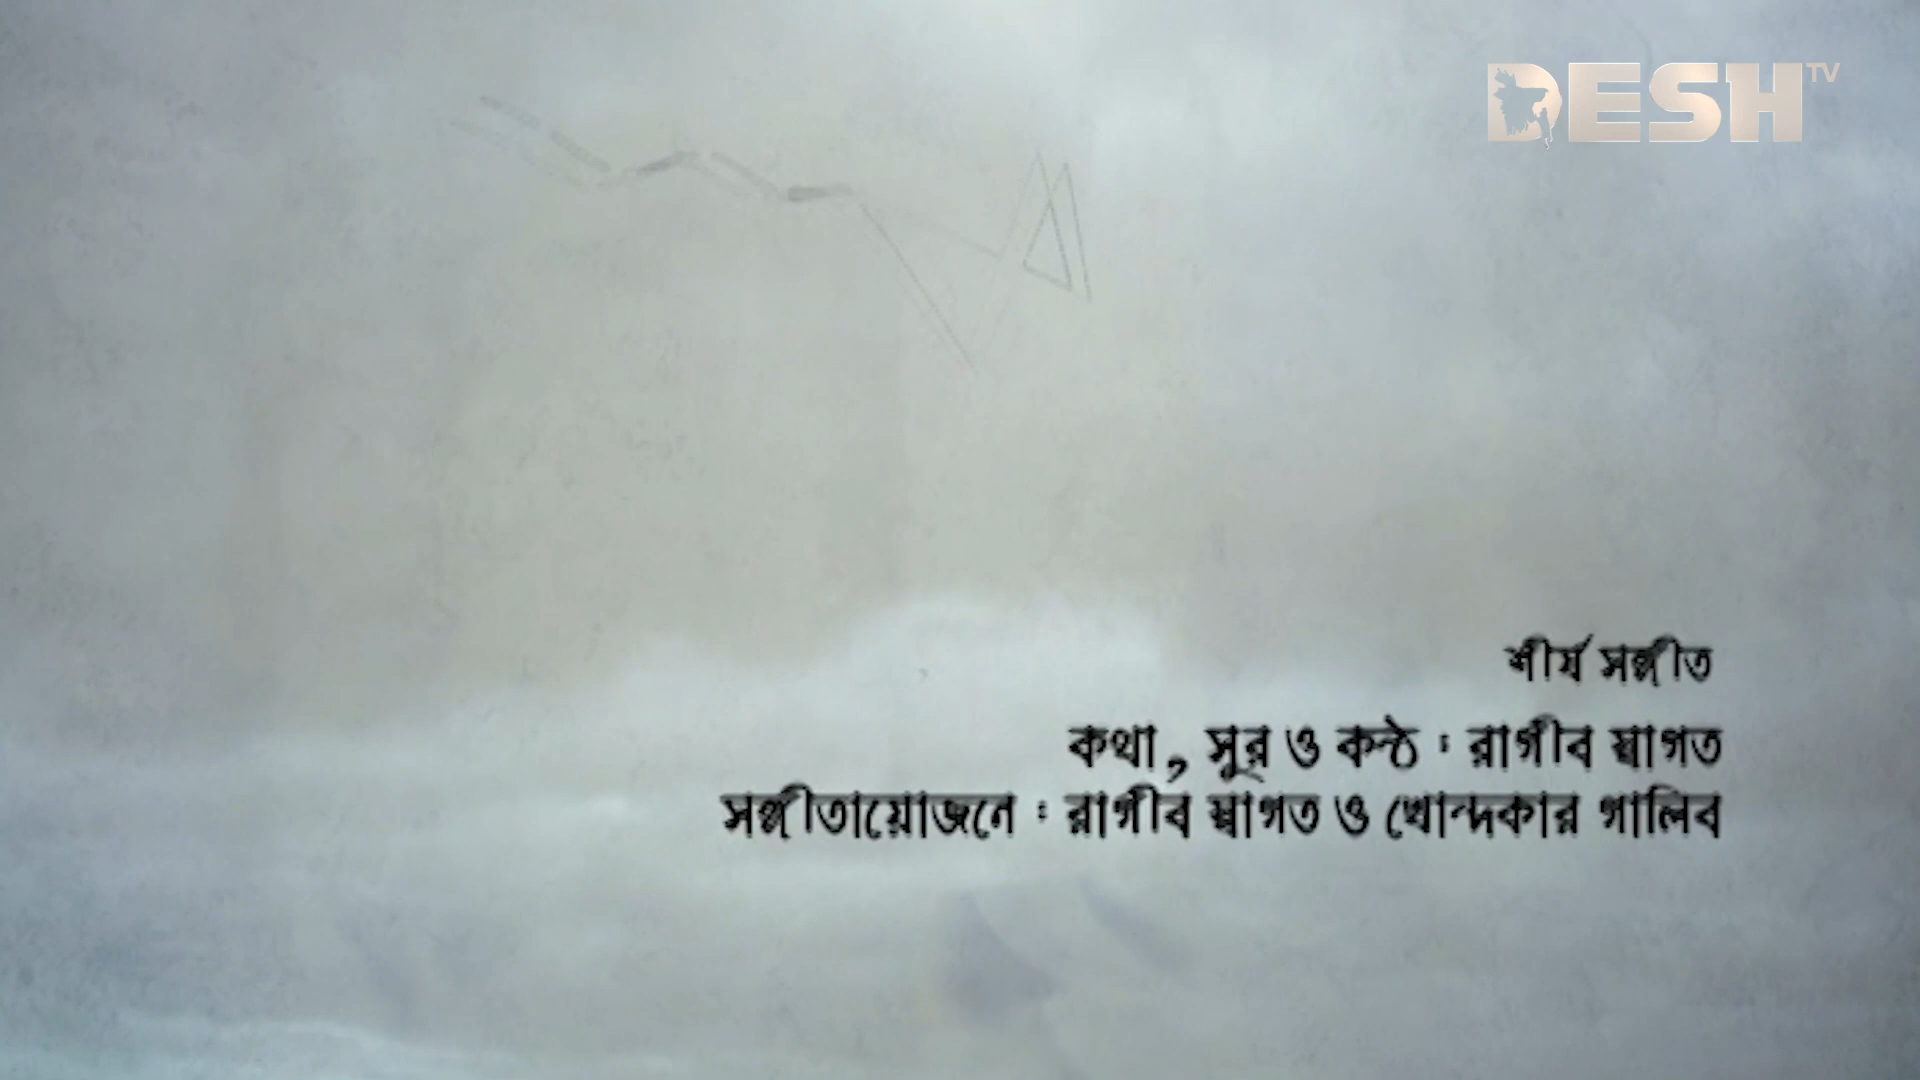 DESH TV
শীর্ষ সঙ্গীত
কথা, সুর ও কন্ঠ : রাগীব স্বাগত
সঙ্গীতায়োজনে : রাগীব স্বাগত ও খোন্দকার গালিব